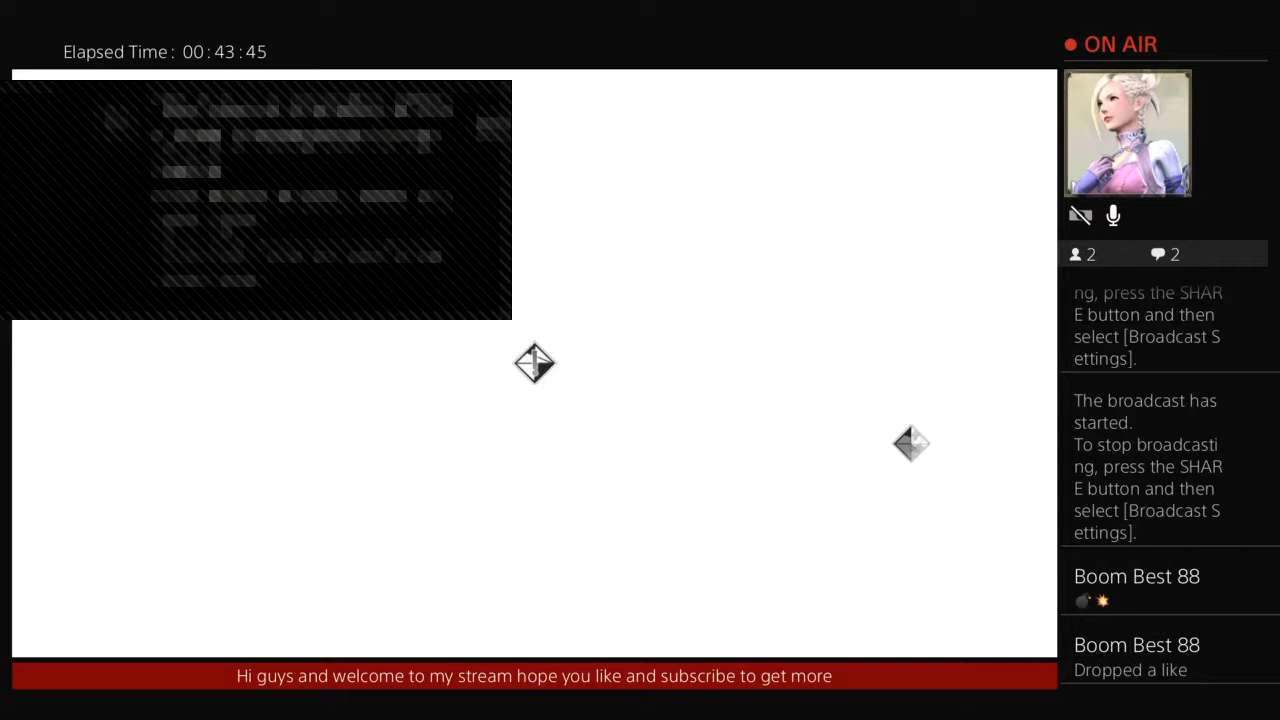 Elapsed Time: 00:43:45
ON AIR
2 2
ng, press the SHAR
E button and then
select [Broadcast S
ettings].
The broadcast has
started.
To stop broadcasti
ng, press the SHAR
E button and then
select [Broadcast S
ettings].
Boom Best 88
💣💥
Boom Best 88
Dropped a like
Hi guys and welcome to my stream hope you like and subscribe to get more